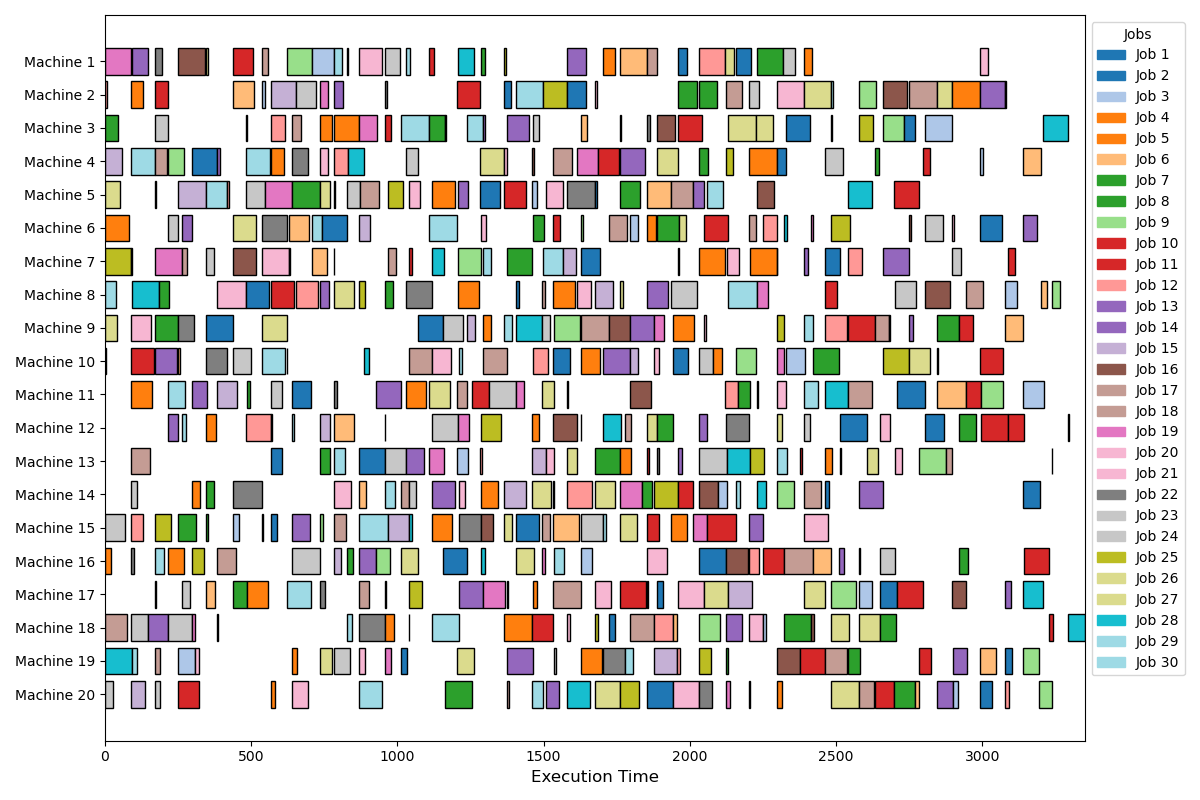 Machine 1
Machine 2
Machine 3
Machine 4
Machine 5
Machine 6
Machine 7
Machine 8
Machine 9
Machine 10
Machine 11
Machine 12
Machine 13
Machine 14
Machine 15
Machine 16
Machine 17
Machine 18
Machine 19
Machine 20
0 500 1000 1500 2000 2500 3000
Execution Time
Jobs
Job 1
Job 2
Job 3
Job 4
Job 5
Job 6
Job 7
Job 8
Job 9
Job 10
Job 11
Job 12
Job 13
Job 14
Job 15
Job 16
Job 17
Job 18
Job 19
Job 20
Job 21
Job 22
Job 23
Job 24
Job 25
Job 26
Job 27
Job 28
Job 29
Job 30